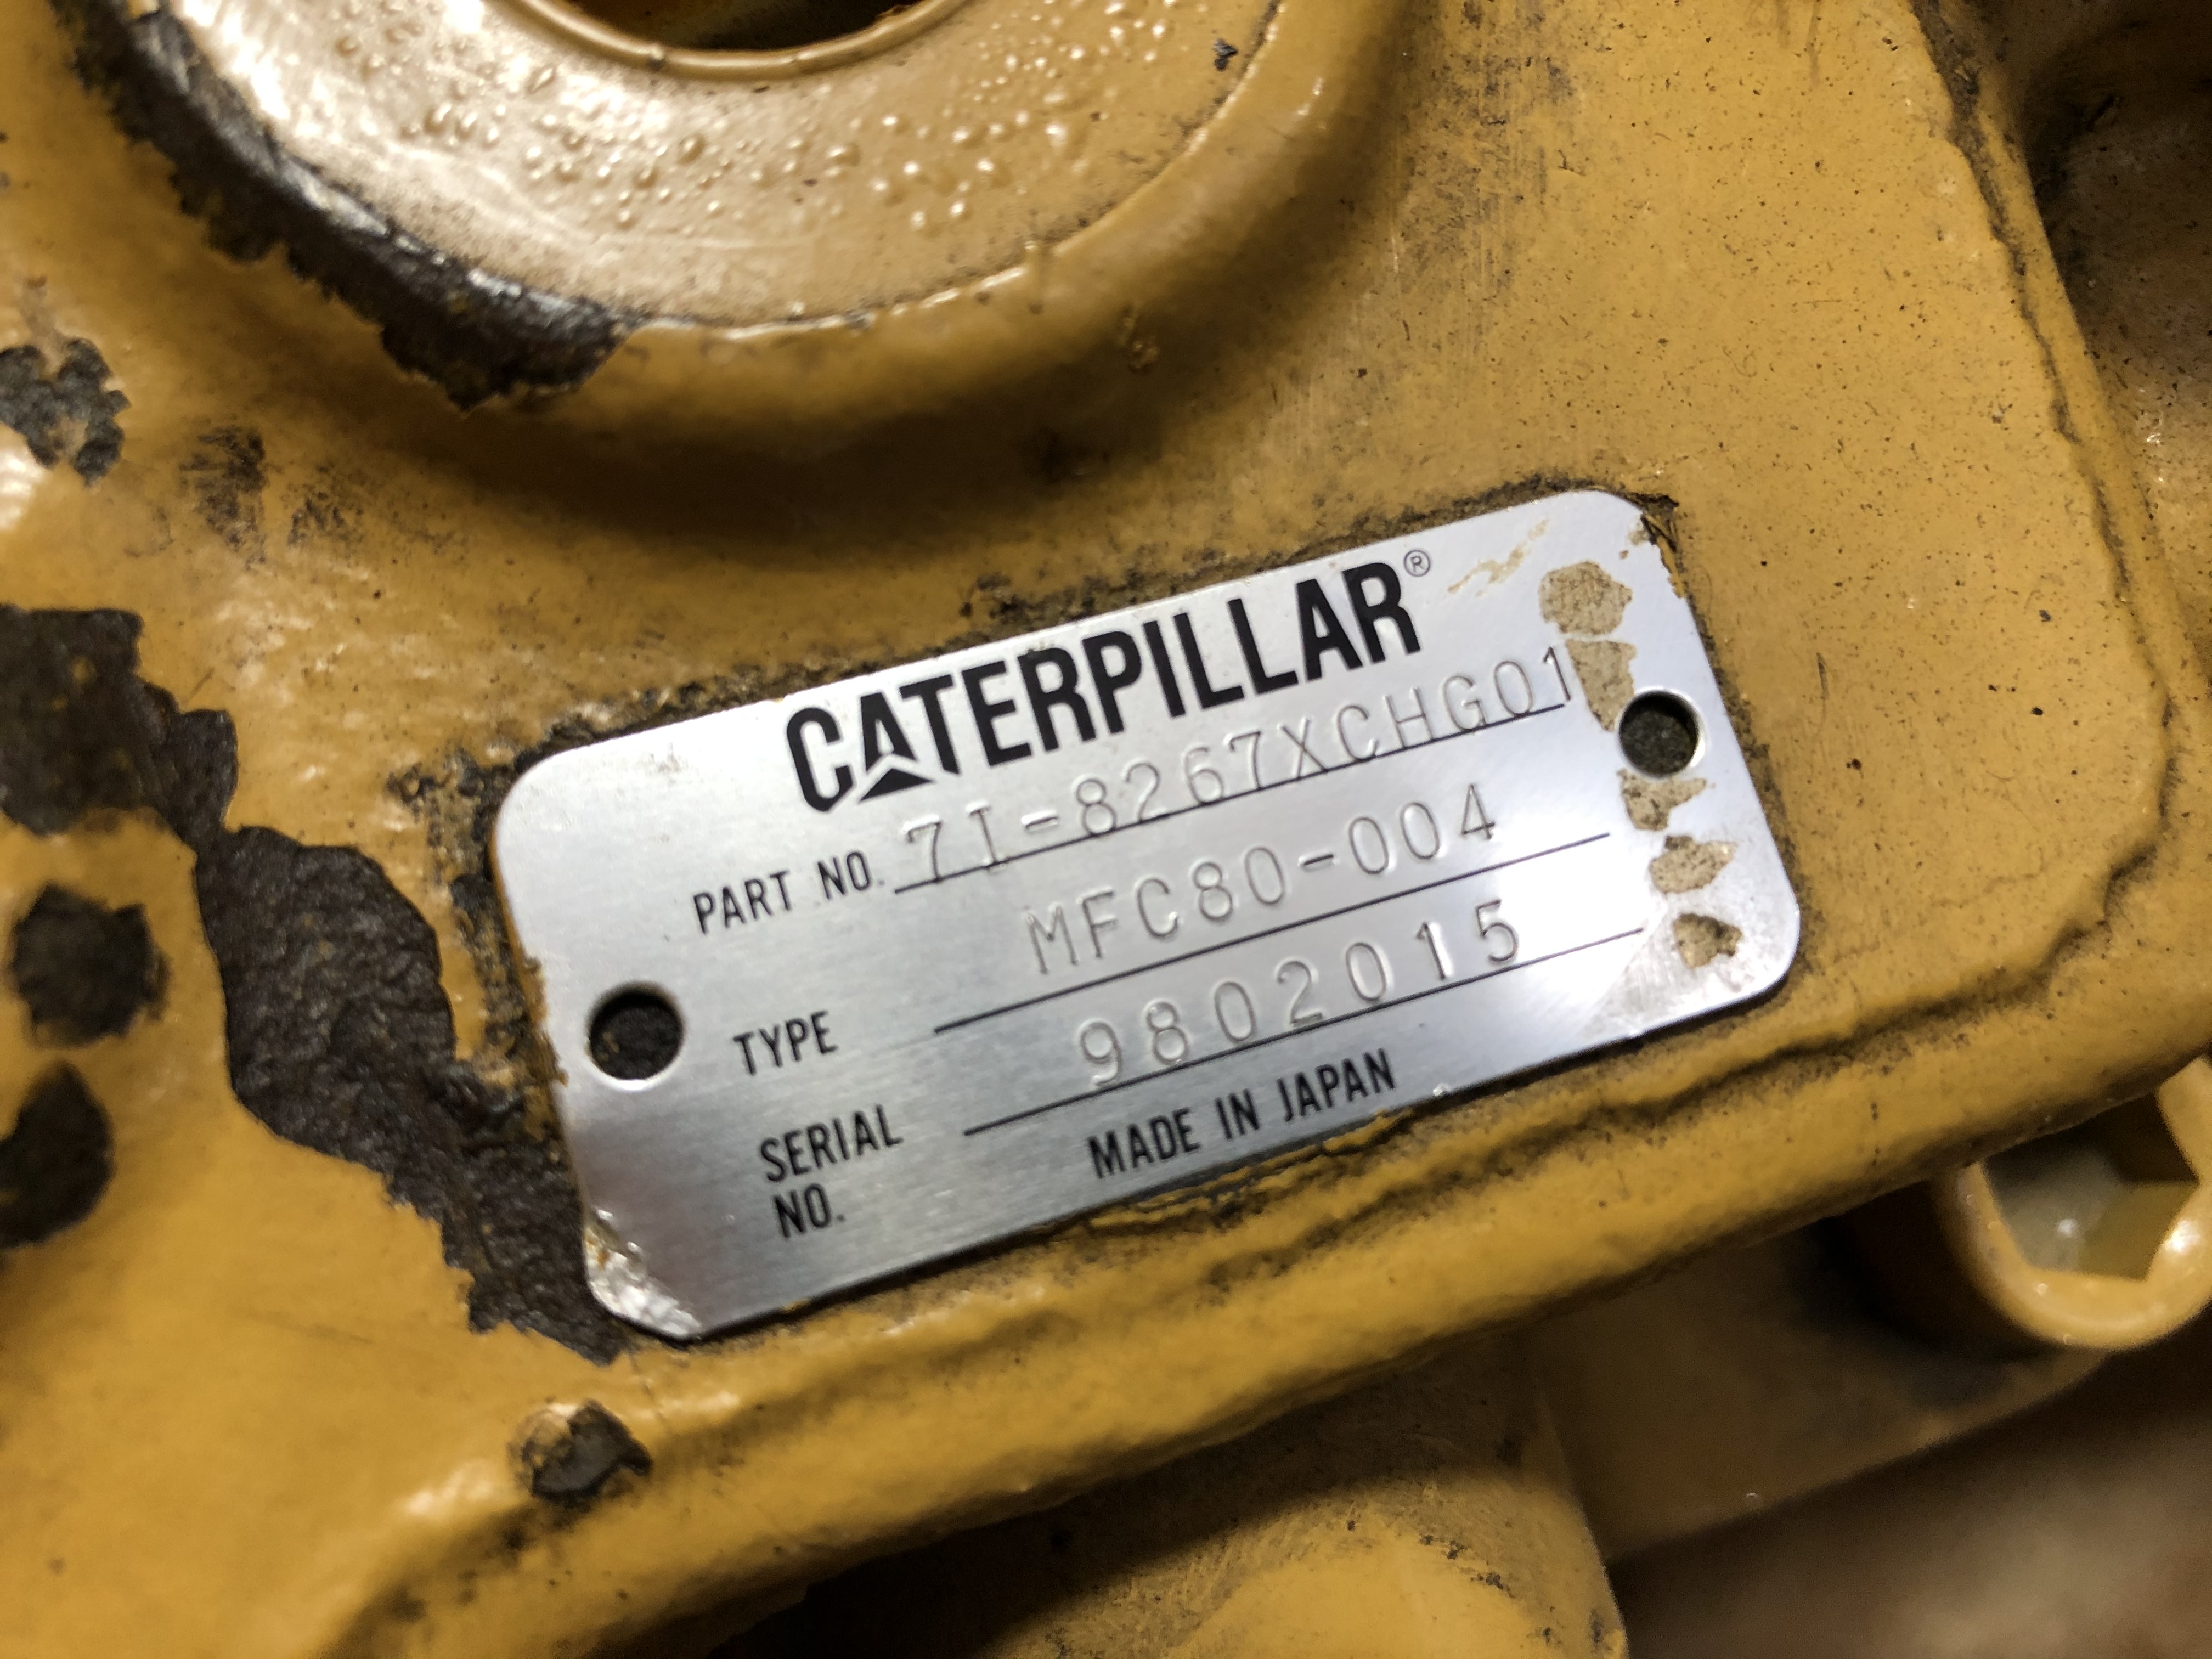 CATERPILLAR®
PART NO. 7I-8267XCHG01
TYPE MFC80-004
SERIAL NO. 9802015
MADE IN JAPAN